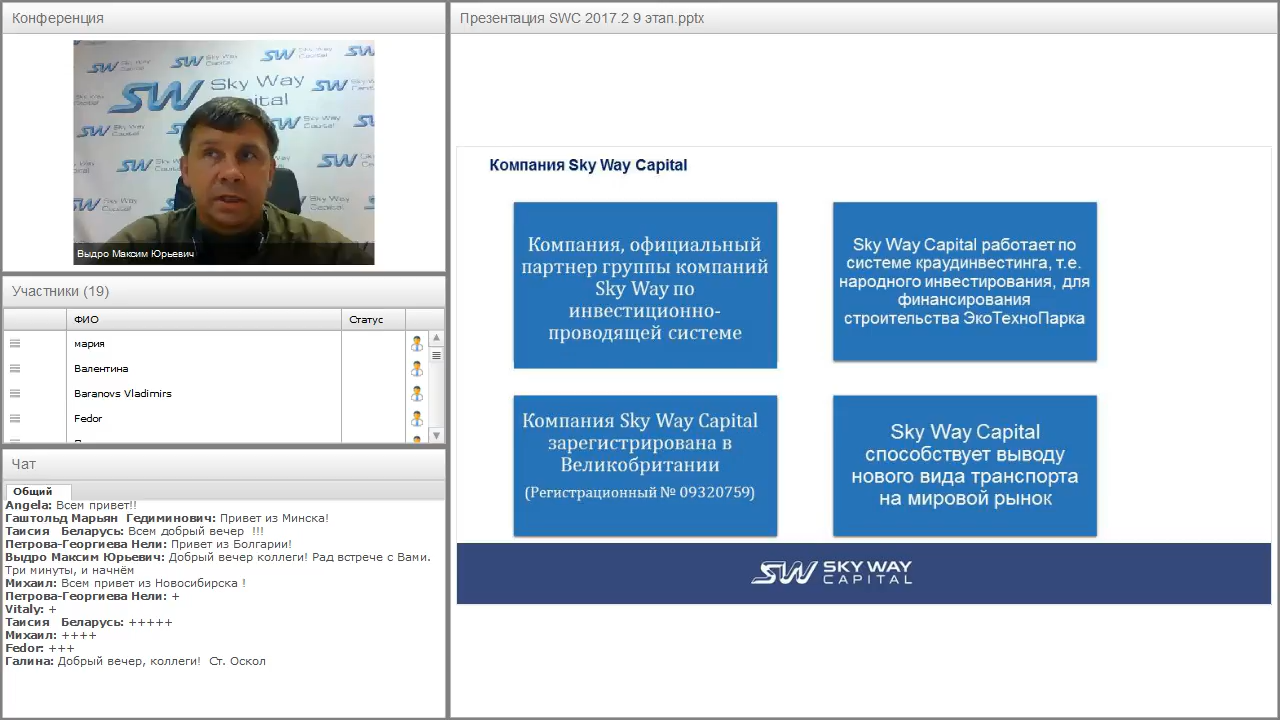 Конференция
Презентация SWC 2017.2 9 этап.pptx
SW Sky Way Capital
Выдро Максим Юрьевич
Участники (19)
ФИО
Статус
мария
Валентина
Baranovs Vladimirs
Fedor
Чат
Общий
Angela: Всем привет!!
Гаштольд Марьян Гедиминович: Привет из Минска!
Таисия Беларусь: Всем добрый вечер !!!
Петрова-Георгиева Нели: Привет из Болгарии!
Выдро Максим Юрьевич: Добрый вечер коллеги! Рад встрече с Вами.
Три минуты, и начнём
Михаил: Всем привет из Новосибирска !
Петрова-Георгиева Нели: +
Vitaly: +
Таисия Беларусь: +++++
Михаил: ++++
Fedor: +++
Галина: Добрый вечер, коллеги! Ст. Оскол
Компания Sky Way Capital
Компания, официальный
партнер группы компаний
Sky Way по
инвестиционно-
проводящей системе
Sky Way Capital работает по
системе краудинвестинга, т.е.
народного инвестирования, для
финансирования
строительства ЭкоТехноПарка
Компания Sky Way Capital
зарегистрирована в
Великобритании
(Регистрационный № 09320759)
Sky Way Capital
способствует выводу
нового вида транспорта
на мировой рынок
SW SKY WAY
CAPITAL